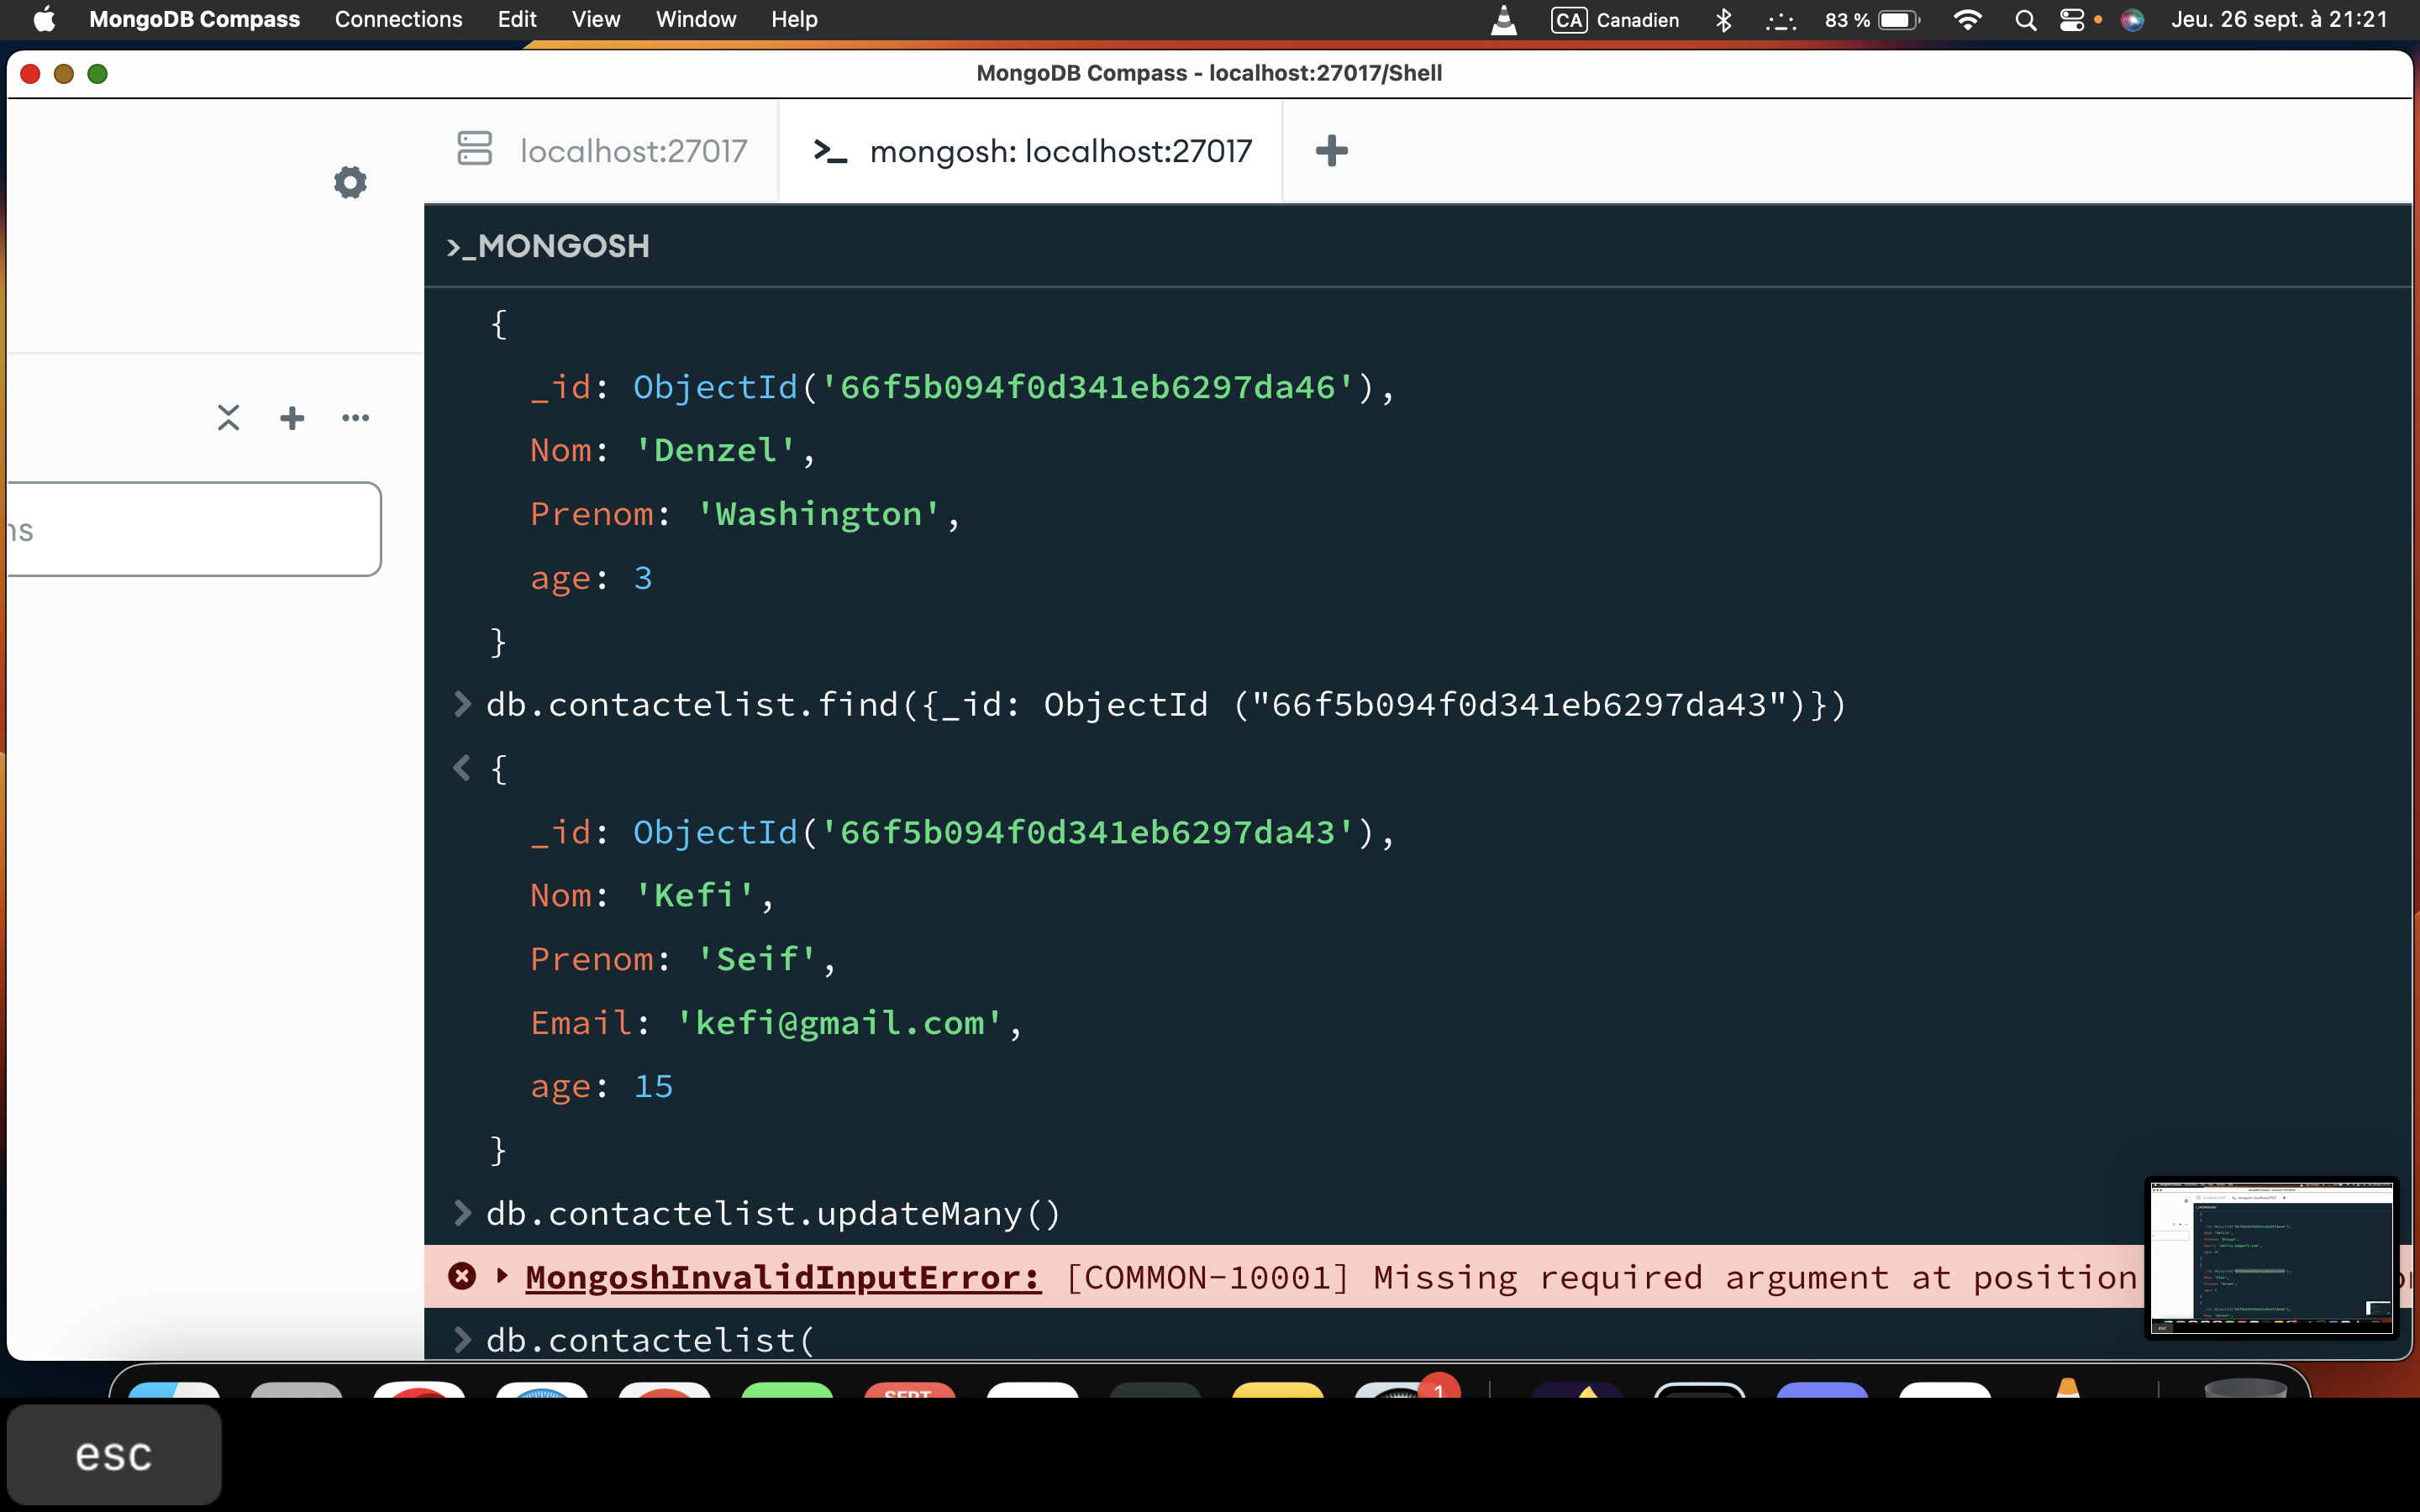 MongoDB Compass Connections Edit View Window Help CA Canadien 83 % Jeu. 26 sept. à 21:21
MongoDB Compass - localhost:27017/Shell
localhost:27017 >_ mongosh: localhost:27017
>_MONGOSH
{
_id: ObjectId('66f5b094f0d341eb6297da46'),
Nom: 'Denzel',
Prenom: 'Washington',
age: 3
}
> db.contactelist.find({_id: ObjectId ("66f5b094f0d341eb6297da43")})
< {
_id: ObjectId('66f5b094f0d341eb6297da43'),
Nom: 'Kefi',
Prenom: 'Seif',
Email: 'kefi@gmail.com',
age: 15
}
> db.contactelist.updateMany()
MongoshInvalidInputError: [COMMON-10001] Missing required argument at position
> db.contactelist(
SEPT
1
esc